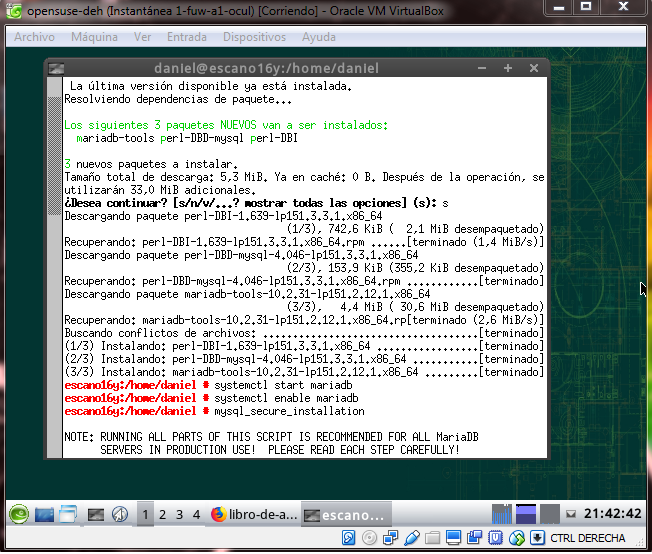 opensuse-deh (Instantánea 1-fuw-a1-ocul) [Corriendo] - Oracle VM VirtualBox
Archivo Máquina Ver Entrada Dispositivos Ayuda
daniel@escano16y:/home/daniel
La última versión disponible ya está instalada.
Resolviendo dependencias de paquete...
Los siguientes 3 paquetes NUEVOS van a ser instalados:
mariadb-tools perl-DBD-mysql perl-DBI
3 nuevos paquetes a instalar.
Tamaño total de descarga: 5,3 MiB. Ya en caché: 0 B. Después de la operación, se
utilizarán 33,0 MiB adicionales.
¿Desea continuar? [s/n/v/...? mostrar todas las opciones] (s): s
Descargando paquete perl-DBI-1.639-lp151.3.3.1.x86_64
(1/3), 742,6 KiB (  2,1 MiB desempaquetado)
Recuperando: perl-DBI-1.639-lp151.3.3.1.x86_64.rpm ......[terminado (1,4 MiB/s)]
Descargando paquete perl-DBD-mysql-4.046-lp151.3.3.1.x86_64
(2/3), 153,9 KiB (355,2 KiB desempaquetado)
Recuperando: perl-DBD-mysql-4.046-lp151.3.3.1.x86_64.rpm ............[terminado]
Descargando paquete mariadb-tools-10.2.31-lp151.2.12.1.x86_64
(3/3),   4,4 MiB ( 30,6 MiB desempaquetado)
Recuperando: mariadb-tools-10.2.31-lp151.2.12.1.x86_64.rp[terminado (2,6 MiB/s)]
Buscando conflictos de archivos: ....................................[terminado]
(1/3) Instalando: perl-DBI-1.639-lp151.3.3.1.x86_64 .................[terminado]
(2/3) Instalando: perl-DBD-mysql-4.046-lp151.3.3.1.x86_64 ...........[terminado]
(3/3) Instalando: mariadb-tools-10.2.31-lp151.2.12.1.x86_64 .........[terminado]
escano16y:/home/daniel # systemctl start mariadb
escano16y:/home/daniel # systemctl enable mariadb
escano16y:/home/daniel # mysql_secure_installation
NOTE: RUNNING ALL PARTS OF THIS SCRIPT IS RECOMMENDED FOR ALL MariaDB
SERVERS IN PRODUCTION USE!  PLEASE READ EACH STEP CAREFULLY!
1 2 3 4 libro-de-a... escano... 21:42:42
CTRL DERECHA